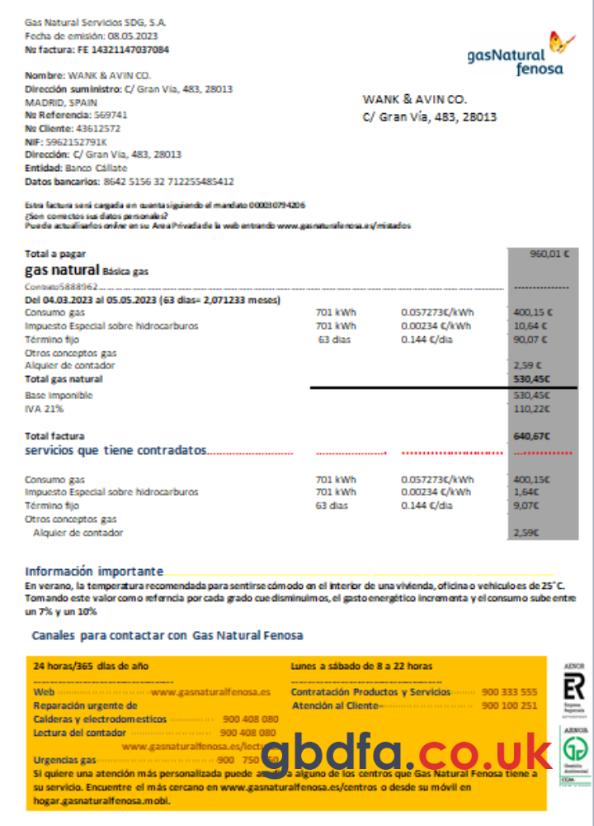 Gas Natural Servicios SDG, S.A.
Fecha de emisión: 08.05.2023
№ factura: FE 14321147037084
gasNatural
fenosa
Nombre: WANK & AVIN CO.
Dirección suministro: C/ Gran Vía, 483, 28013
MADRID, SPAIN
№ Referencia: 569741
№ Cliente: 43612572
NIF: 5962152791K
Dirección: C/ Gran Vía, 483, 28013
Entidad: Banco Cállate
Datos bancarios: 8642 5156 32 712255485412
WANK & AVIN CO.
C/ Gran Vía, 483, 28013
Esta factura será cargada en cuenta siguiendo el mandato 000030794206
¿Son correctos sus datos personales?
Puede actualisarlos online en su Area Privada de la web entrando www.gasnaturalfenosa.es/mistados
Total a pagar 960,01 €
gas natural Básica gas
Contrato5888962
Del 04.03.2023 al 05.05.2023 (63 dias= 2,071233 meses)
Consumo gas 701 kWh 0.057273€/kWh 400,15 €
Impuesto Especial sobre hidrocarburos 701 kWh 0.00234 €/kWh 10,64 €
Término fijo 63 dias 0.144 €/dia 90,07 €
Otros conceptos gas
Alquier de contador 2,59 €
Total gas natural 530,45€
Base imponible 530,45€
IVA 21% 110,22€
Total factura 640,67€
servicios que tiene contradatos
Consumo gas 701 kWh 0.057273€/kWh 400,15€
Impuesto Especial sobre hidrocarburos 701 kWh 0.00234 €/kWh 1,64€
Término fijo 63 dias 0.144 €/dia 9,07€
Otros conceptos gas
Alquier de contador 2,59€
Información importante
En verano, la temperatura recomendada para sentirse cómodo en el interior de una vivienda, oficina o vehiculo es de 25˚C.
Tomando este valor como referncia por cada grado cue disminuimos, el gasto energético incrementa y el consumo sube entre
un 7% y un 10%
Canales para contactar con Gas Natural Fenosa
24 horas/365 días de año
Web www.gasnaturalfenosa.es
Reparación urgente de
Calderas y electrodomesticos 900 408 080
Lectura del contador 900 408 080
www.gasnaturalfenosa.es/lectu
Urgencias gas 900 750
Lunes a sábado de 8 a 22 horas
Contratación Productos y Servicios 900 333 555
Atención al Cliente 900 100 251
Si quiere una atención más personalizada puede a alguno de los centros que Gas Natural Fenosa tiene a
su servicio. Encuentre el más cercano en www.gasnaturalfenosa.es/centros o desde su móvil en
hogar.gasnaturalfenosa.mobi.
AENOR
ER
Empresa
Registrada
AENOR
Gestión
Ambiental
gbdfa.co.uk